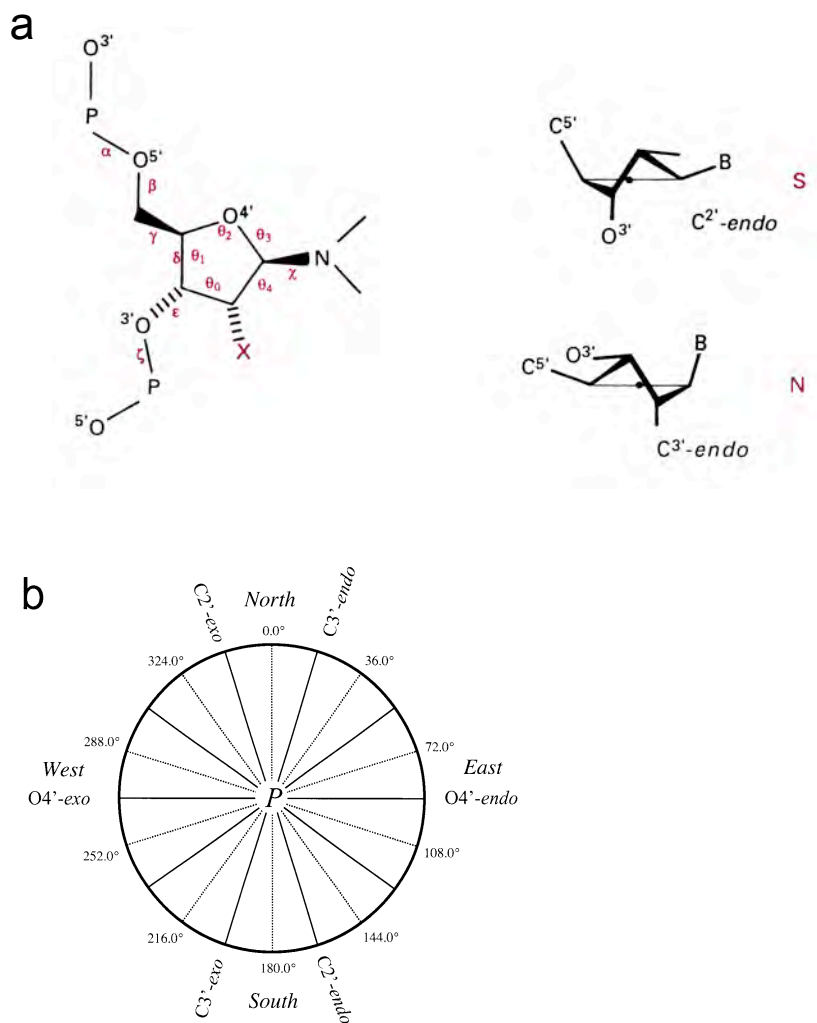 a
O3'
P
α
O5'
β
γ
O4'
θ2
θ3
δ
θ1
N
χ
θ0
θ4
3'O
ε
X
ζ
P
5'O
C5'
B
S
O3'
C2'-endo
O3'
B
C5'
N
C3'-endo
b
C2'-exo
North
C3'-endo
0.0°
324.0°
36.0°
288.0°
72.0°
West
East
O4'-exo
P
O4'-endo
252.0°
108.0°
216.0°
144.0°
180.0°
C3'-exo
South
C2'-endo